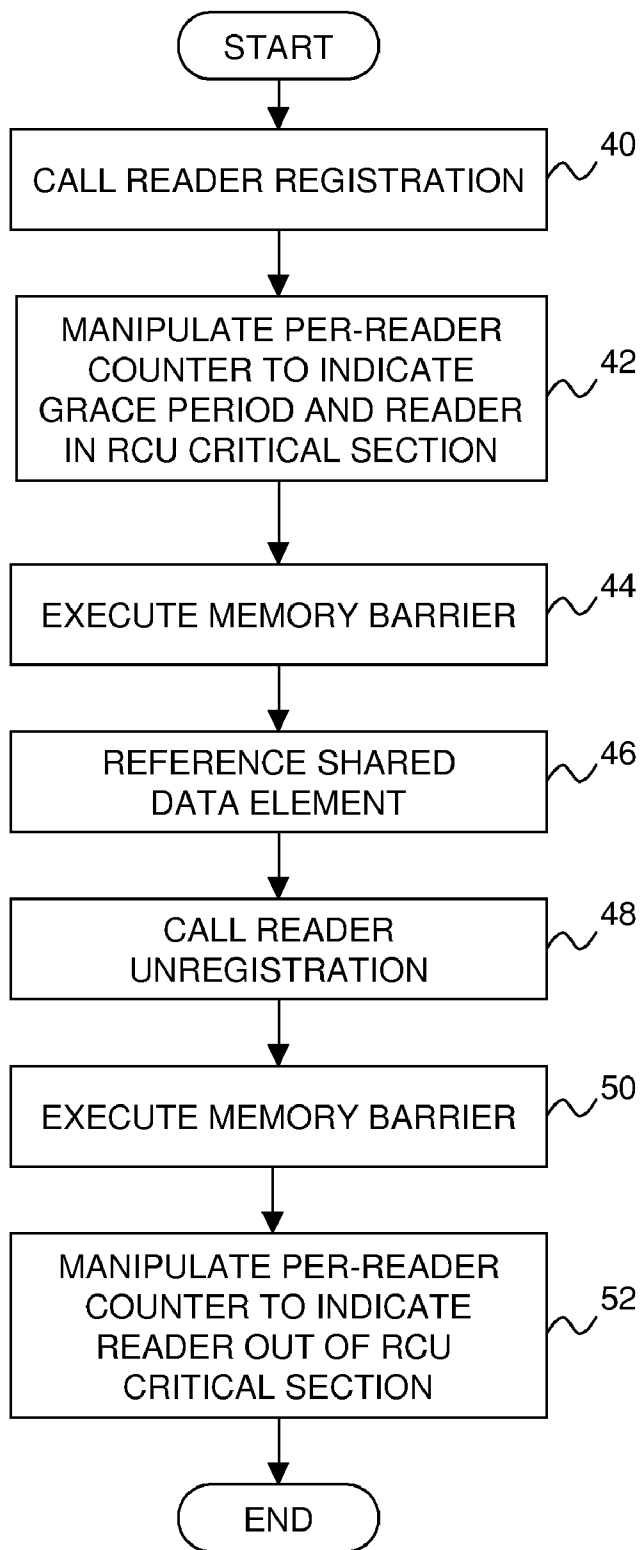 START
CALL READER REGISTRATION
40
MANIPULATE PER-READER
COUNTER TO INDICATE
GRACE PERIOD AND READER
IN RCU CRITICAL SECTION
42
EXECUTE MEMORY BARRIER
44
REFERENCE SHARED
DATA ELEMENT
46
CALL READER
UNREGISTRATION
48
EXECUTE MEMORY BARRIER
50
MANIPULATE PER-READER
COUNTER TO INDICATE
READER OUT OF RCU
CRITICAL SECTION
52
END